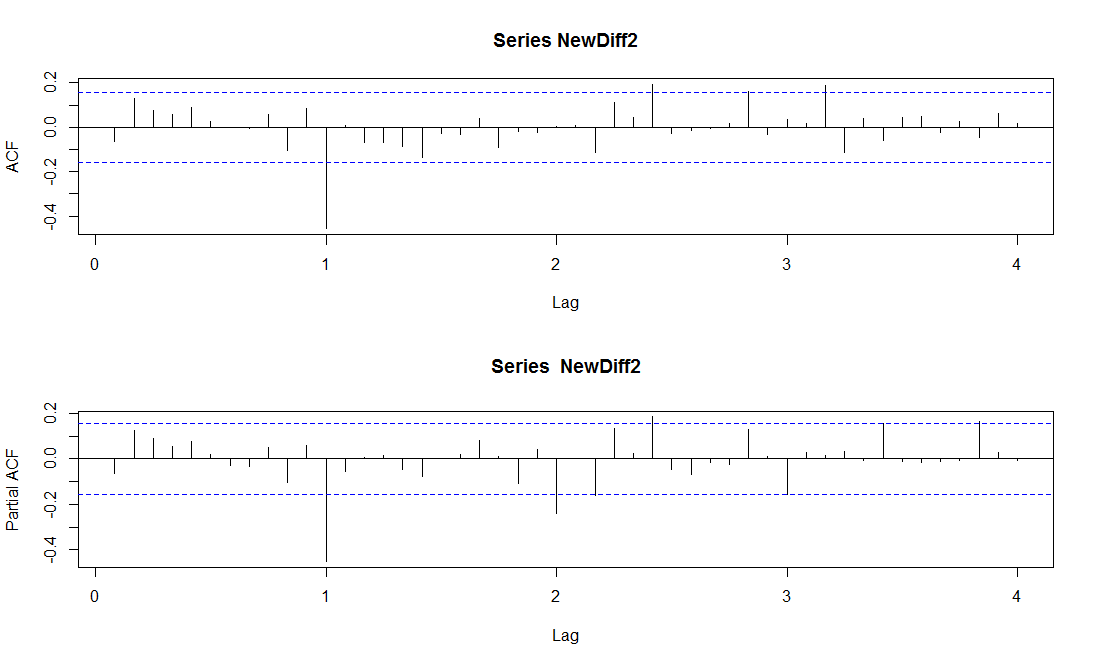 Series NewDiff2
ACF
0.2
0.0
-0.2
-0.4
0 1 2 3 4
Lag
Series  NewDiff2
Partial ACF
0.2
0.0
-0.2
-0.4
0 1 2 3 4
Lag